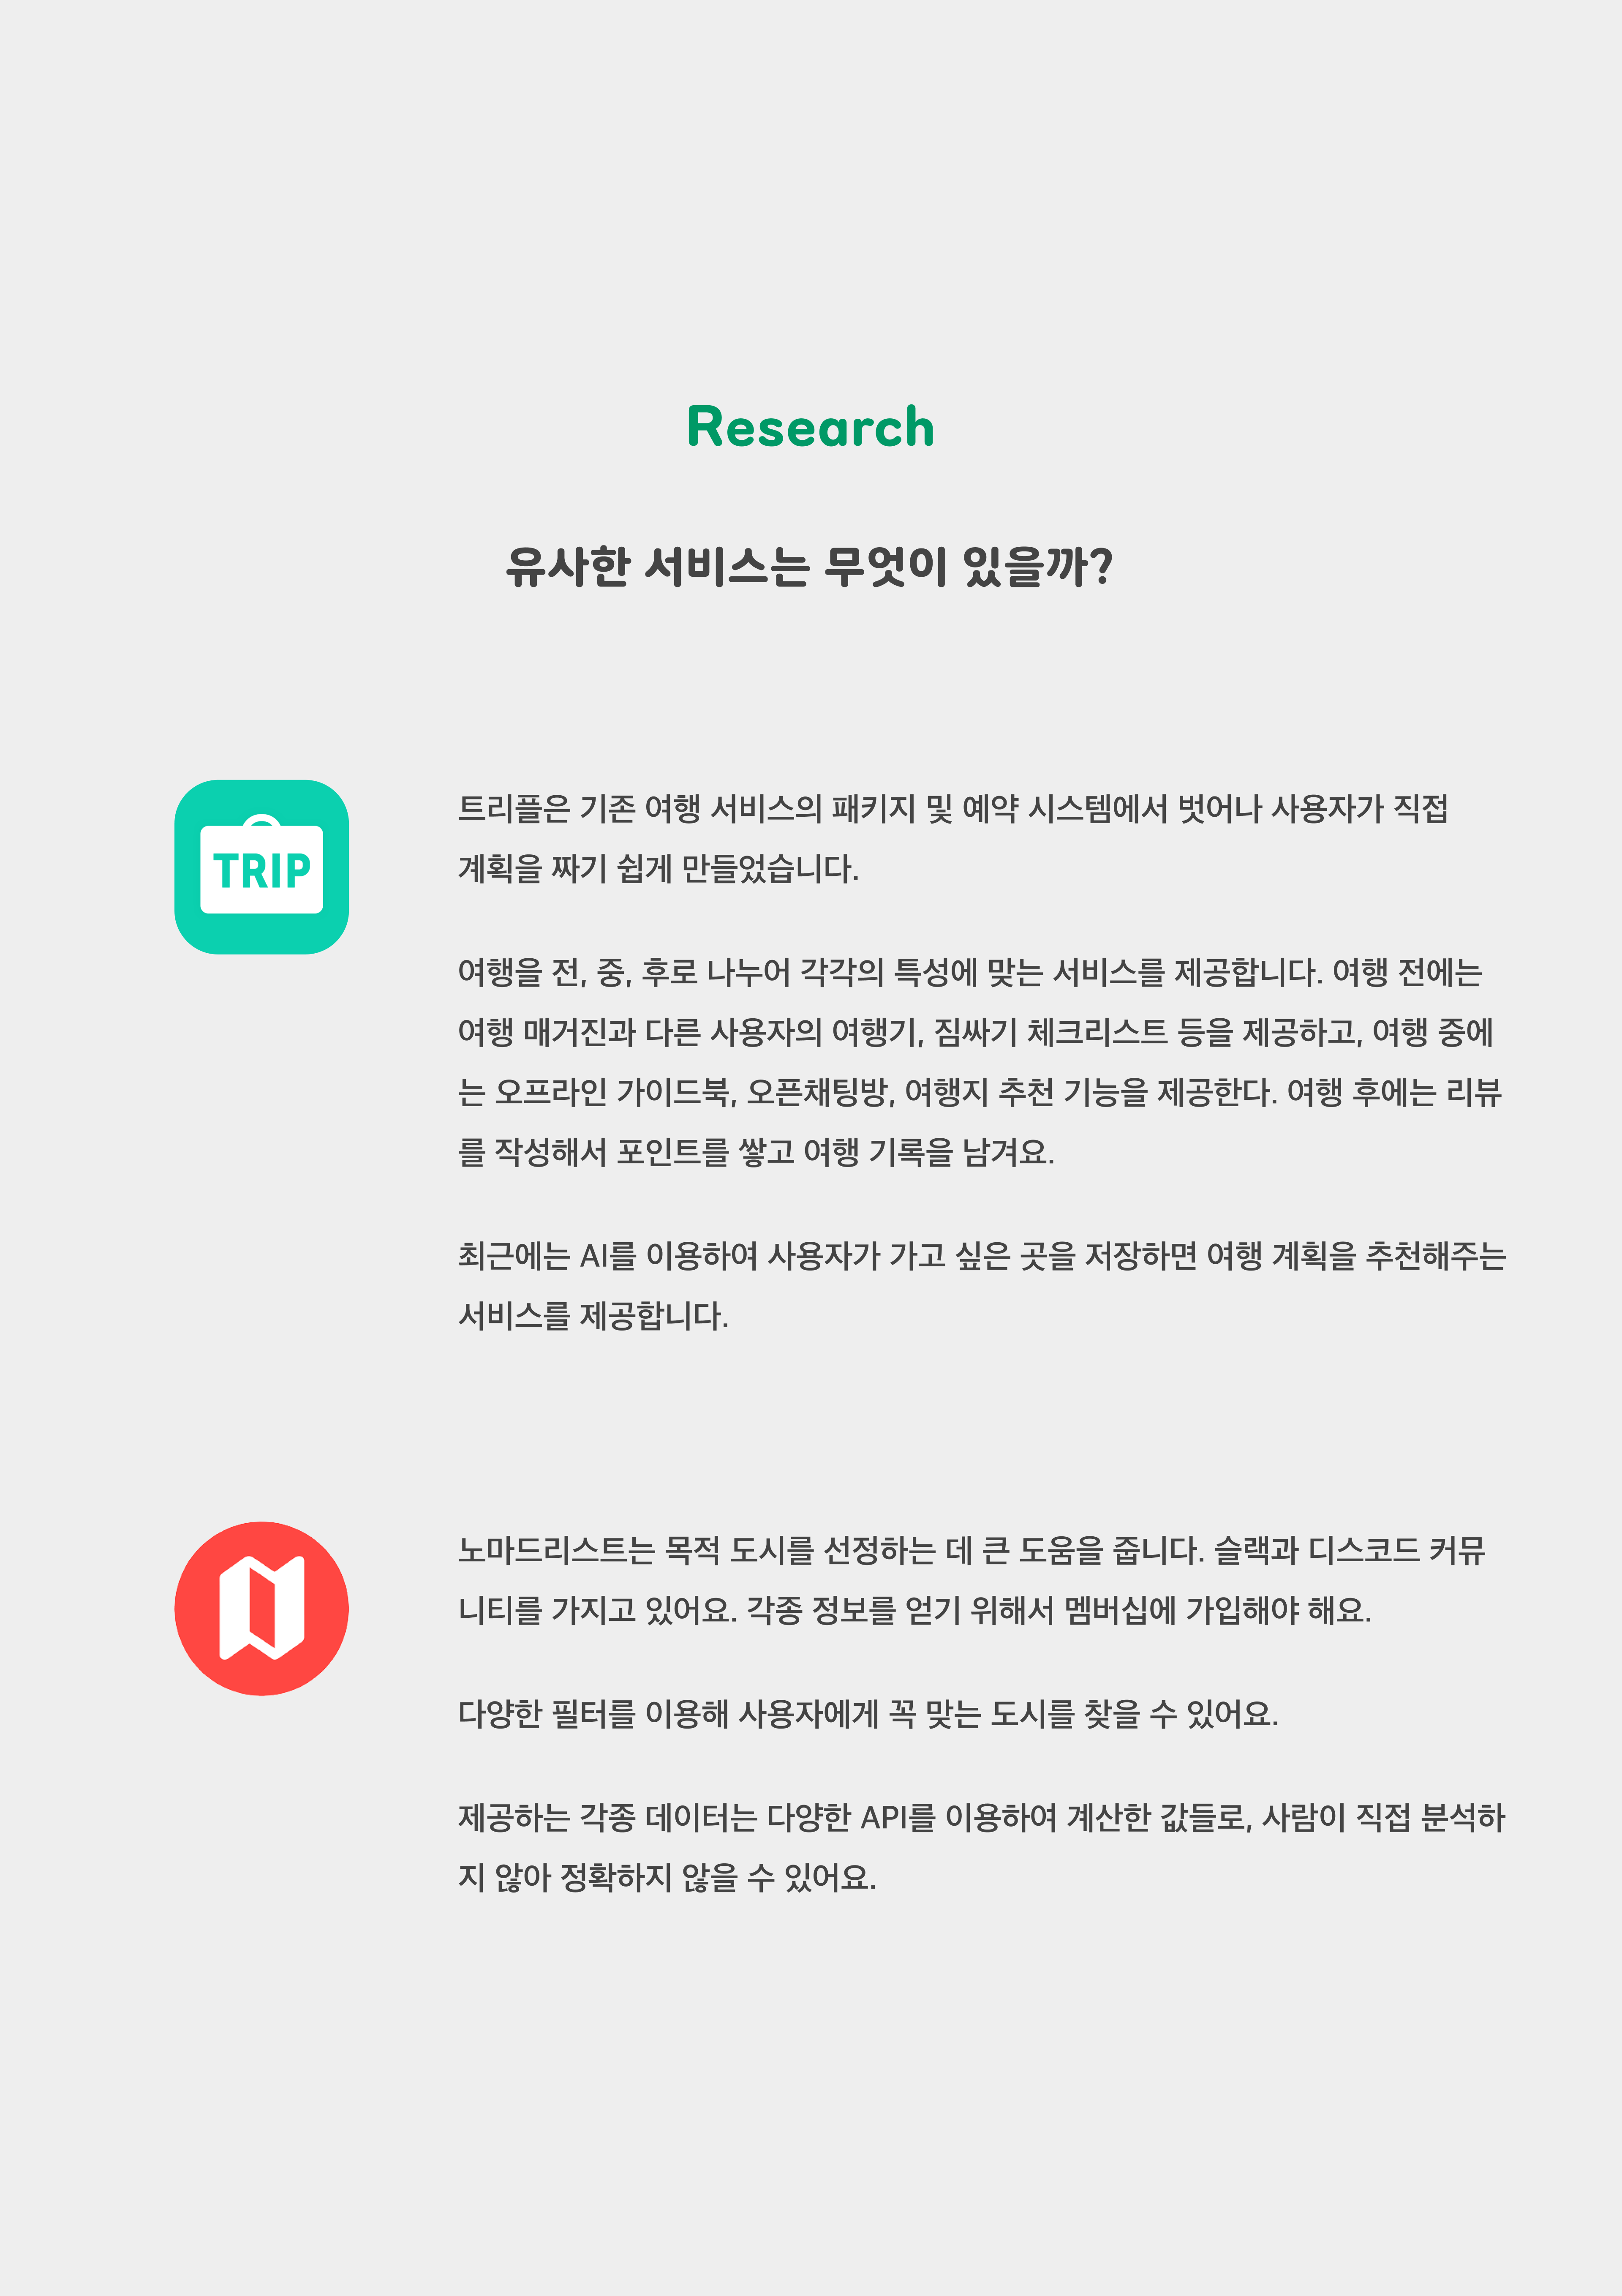 Research
유사한 서비스는 무엇이 있을까?
TRIP
트리플은 기존 여행 서비스의 패키지 및 예약 시스템에서 벗어나 사용자가 직접
계획을 짜기 쉽게 만들었습니다.
여행을 전, 중, 후로 나누어 각각의 특성에 맞는 서비스를 제공합니다. 여행 전에는
여행 매거진과 다른 사용자의 여행기, 짐싸기 체크리스트 등을 제공하고, 여행 중에
는 오프라인 가이드북, 오픈채팅방, 여행지 추천 기능을 제공한다. 여행 후에는 리뷰
를 작성해서 포인트를 쌓고 여행 기록을 남겨요.
최근에는 AI를 이용하여 사용자가 가고 싶은 곳을 저장하면 여행 계획을 추천해주는
서비스를 제공합니다.
노마드리스트는 목적 도시를 선정하는 데 큰 도움을 줍니다. 슬랙과 디스코드 커뮤
니티를 가지고 있어요. 각종 정보를 얻기 위해서 멤버십에 가입해야 해요.
다양한 필터를 이용해 사용자에게 꼭 맞는 도시를 찾을 수 있어요.
제공하는 각종 데이터는 다양한 API를 이용하여 계산한 값들로, 사람이 직접 분석하
지 않아 정확하지 않을 수 있어요.